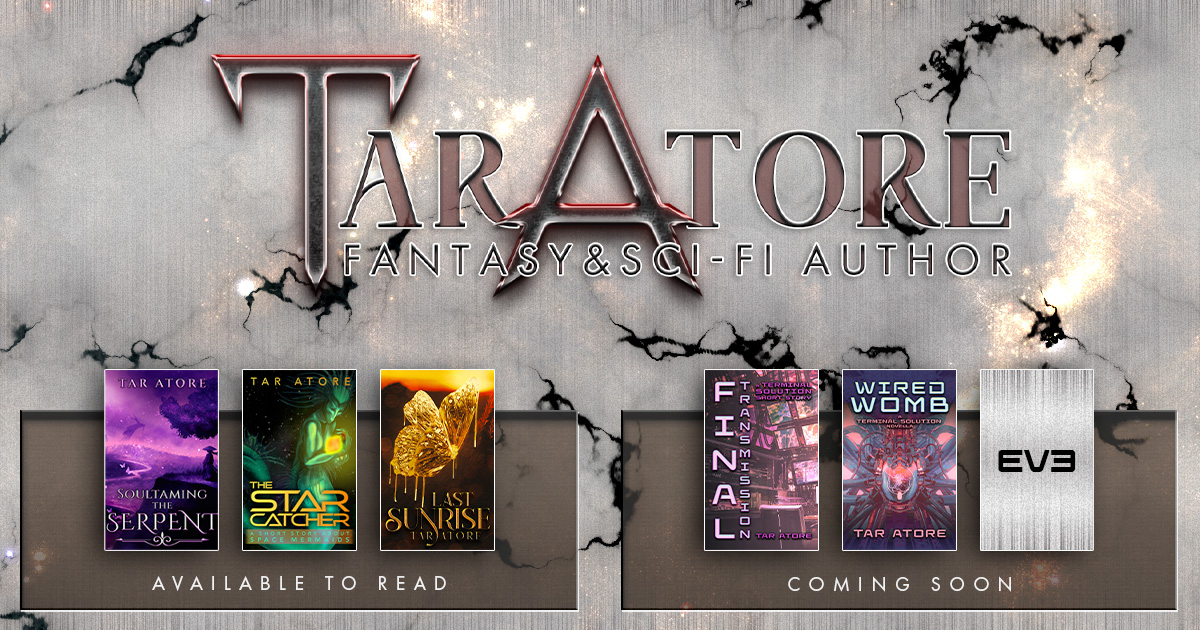 TAR ATORE
FANTASY&SCI-FI AUTHOR
TAR ATORE
SOULTAMING
THE
SERPENT
TAR ATORE
THE
STAR
CATCHER
A SHORT STORY ABOUT
SPACE MERMAIDS
LAST
SUNRISE
TAR ATORE
AVAILABLE TO READ
FINAL
TRANSMISSION
A TERMINAL
SOLUTION
SHORT STORY
TAR ATORE
WIRED
WOMB
A
TERMINAL SOLUTION
NOVELLA
TAR ATORE
EV3
COMING SOON